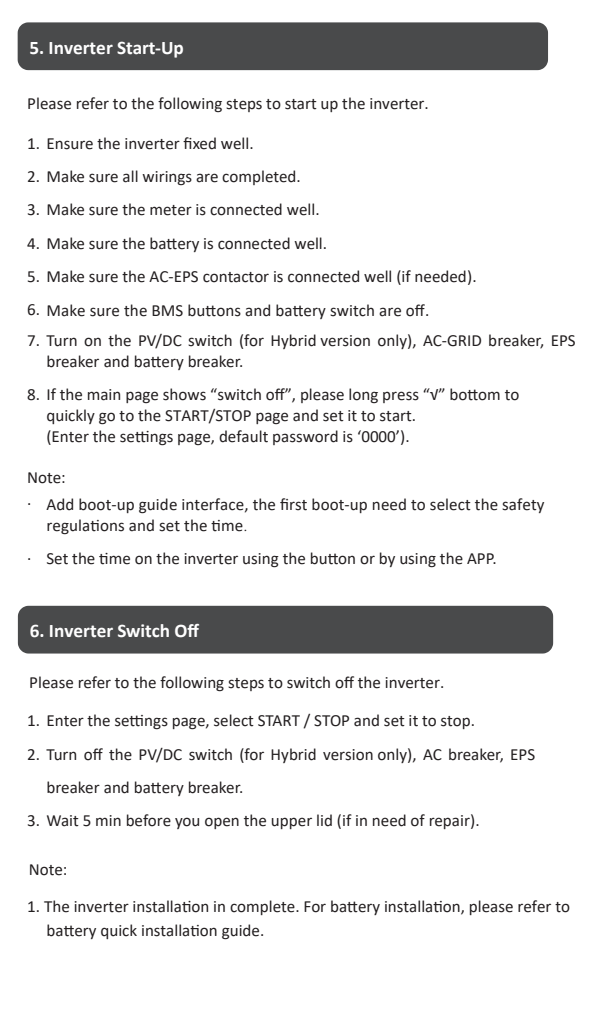 5. Inverter Start-Up
Please refer to the following steps to start up the inverter.
1. Ensure the inverter fixed well.
2. Make sure all wirings are completed.
3. Make sure the meter is connected well.
4. Make sure the battery is connected well.
5. Make sure the AC-EPS contactor is connected well (if needed).
6. Make sure the BMS buttons and battery switch are off.
7. Turn on the PV/DC switch (for Hybrid version only), AC-GRID breaker, EPS
breaker and battery breaker.
8. If the main page shows “switch off”, please long press “√” bottom to
quickly go to the START/STOP page and set it to start.
(Enter the settings page, default password is ‘0000’).
Note:
· Add boot-up guide interface, the first boot-up need to select the safety
regulations and set the time.
· Set the time on the inverter using the button or by using the APP.
6. Inverter Switch Off
Please refer to the following steps to switch off the inverter.
1. Enter the settings page, select START / STOP and set it to stop.
2. Turn off the PV/DC switch (for Hybrid version only), AC breaker, EPS
breaker and battery breaker.
3. Wait 5 min before you open the upper lid (if in need of repair).
Note:
1. The inverter installation in complete. For battery installation, please refer to
battery quick installation guide.